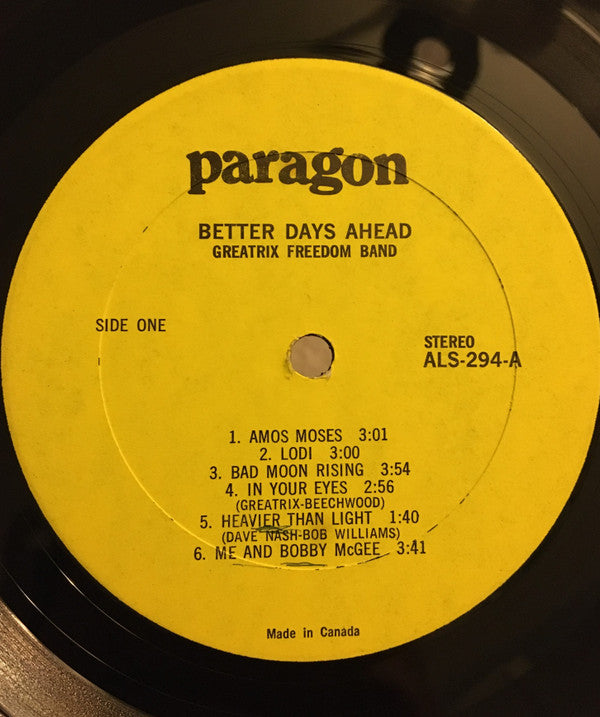 paragon
BETTER DAYS AHEAD
GREATRIX FREEDOM BAND
SIDE ONE
STEREO
ALS-294-A
1. AMOS MOSES 3:01
2. LODI 3:00
3. BAD MOON RISING 3:54
4. IN YOUR EYES 2:56
(GREATRIX-BEECHWOOD)
5. HEAVIER THAN LIGHT 1:40
(DAVE NASH-BOB WILLIAMS)
6. ME AND BOBBY McGEE 3:41
Made in Canada